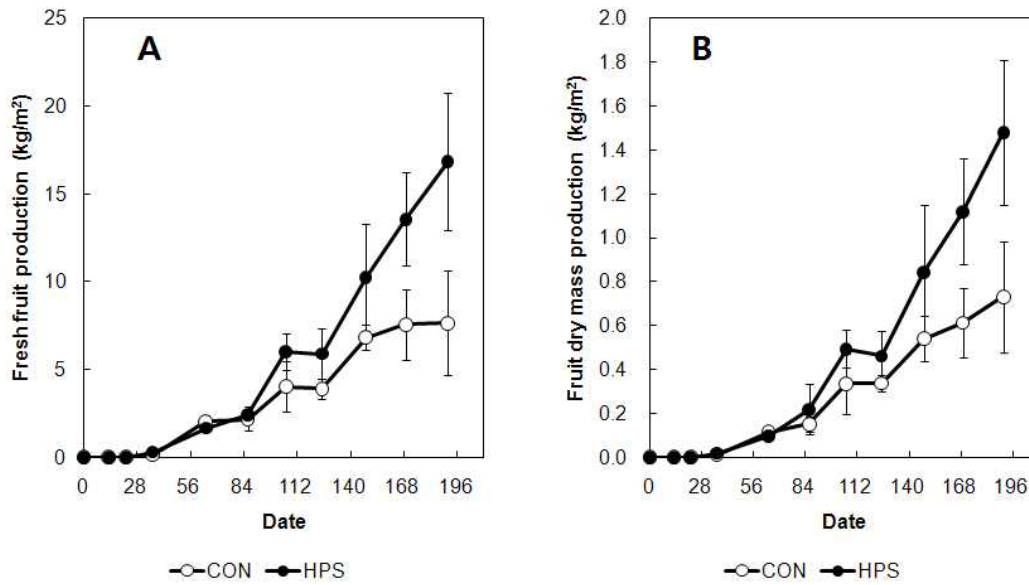 A
Fresh fruit production (kg/m²)
25
20
15
10
5
0
0 28 56 84 112 140 168 196
Date
CON HPS
B
Fruit dry mass production (kg/m²)
2.0
1.8
1.6
1.4
1.2
1.0
0.8
0.6
0.4
0.2
0.0
0 28 56 84 112 140 168 196
Date
CON HPS